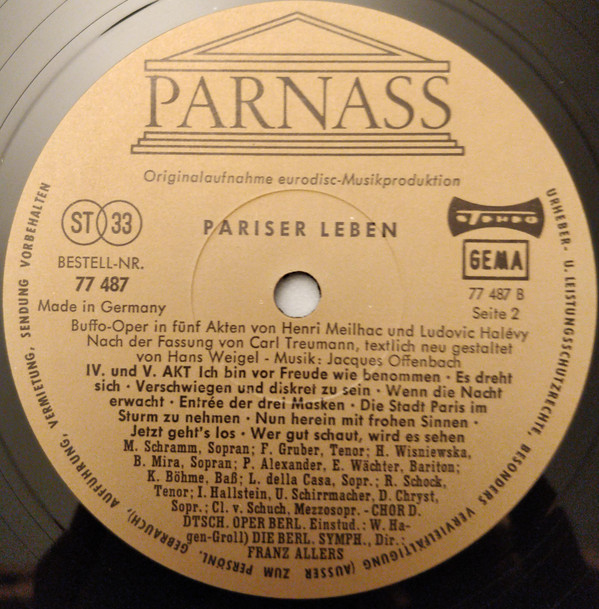 PARNASS
Originalaufnahme eurodisc-Musikproduktion
ST 33
PARISER LEBEN
STEREO
BESTELL-NR.
77 487
GEMA
Made in Germany
77 487 B
Seite 2
Buffo-Oper in fünf Akten von Henri Meilhac und Ludovic Halévy
Nach der Fassung von Carl Treumann, textlich neu gestaltet
von Hans Weigel - Musik: Jacques Offenbach
IV. und V. AKT Ich bin vor Freude wie benommen · Es dreht
sich · Verschwiegen und diskret zu sein · Wenn die Nacht
erwacht · Entrée der drei Masken · Die Stadt Paris im
Sturm zu nehmen · Nun herein mit frohen Sinnen ·
Jetzt geht's los · Wer gut schaut, wird es sehen
M. Schramm, Sopran; F. Gruber, Tenor; H. Wisniewska,
B. Mira, Sopran; P. Alexander, E. Wächter, Bariton;
K. Böhme, Baß; L. della Casa, Sopr.; R. Schock,
Tenor; I. Hallstein, U. Schirrmacher, D. Chryst,
Sopr.; Cl. v. Schuch, Mezzosopr. - CHOR D.
DTSCH. OPER BERL. Einstud.: W. Ha-
gen-Groll) DIE BERL. SYMPH., Dir.:
FRANZ ALLERS
URHEBER- U. LEISTUNGSSCHUTZRECHTE, BESONDERS VERVIELFÄLTIGUNG (AUSSER ZUM PERSÖNL. GEBRAUCH), AUFFÜHRUNG, VERMIETUNG, SENDUNG VORBEHALTEN